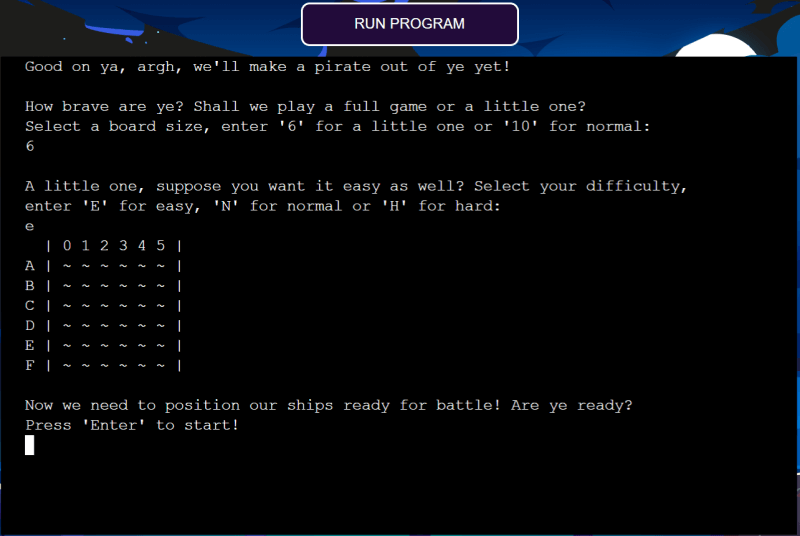 RUN PROGRAM
Good on ya, argh, we'll make a pirate out of ye yet!
How brave are ye? Shall we play a full game or a little one?
Select a board size, enter '6' for a little one or '10' for normal:
6
A little one, suppose you want it easy as well? Select your difficulty,
enter 'E' for easy, 'N' for normal or 'H' for hard:
e
  | 0 1 2 3 4 5 |
A | ~ ~ ~ ~ ~ ~ |
B | ~ ~ ~ ~ ~ ~ |
C | ~ ~ ~ ~ ~ ~ |
D | ~ ~ ~ ~ ~ ~ |
E | ~ ~ ~ ~ ~ ~ |
F | ~ ~ ~ ~ ~ ~ |
Now we need to position our ships ready for battle! Are ye ready?
Press 'Enter' to start!